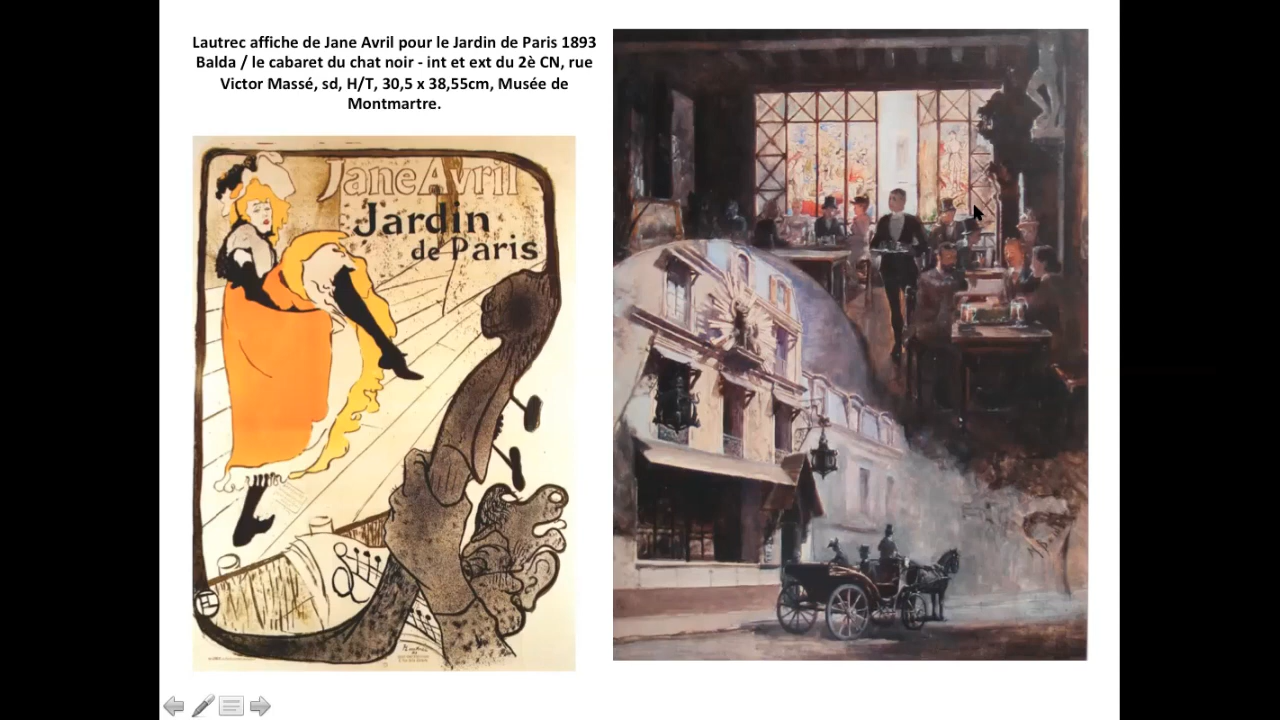 Lautrec affiche de Jane Avril pour le Jardin de Paris 1893
Balda / le cabaret du chat noir - int et ext du 2è CN, rue
Victor Massé, sd, H/T, 30,5 x 38,55cm, Musée de
Montmartre.
Jane Avril
Jardin
de Paris